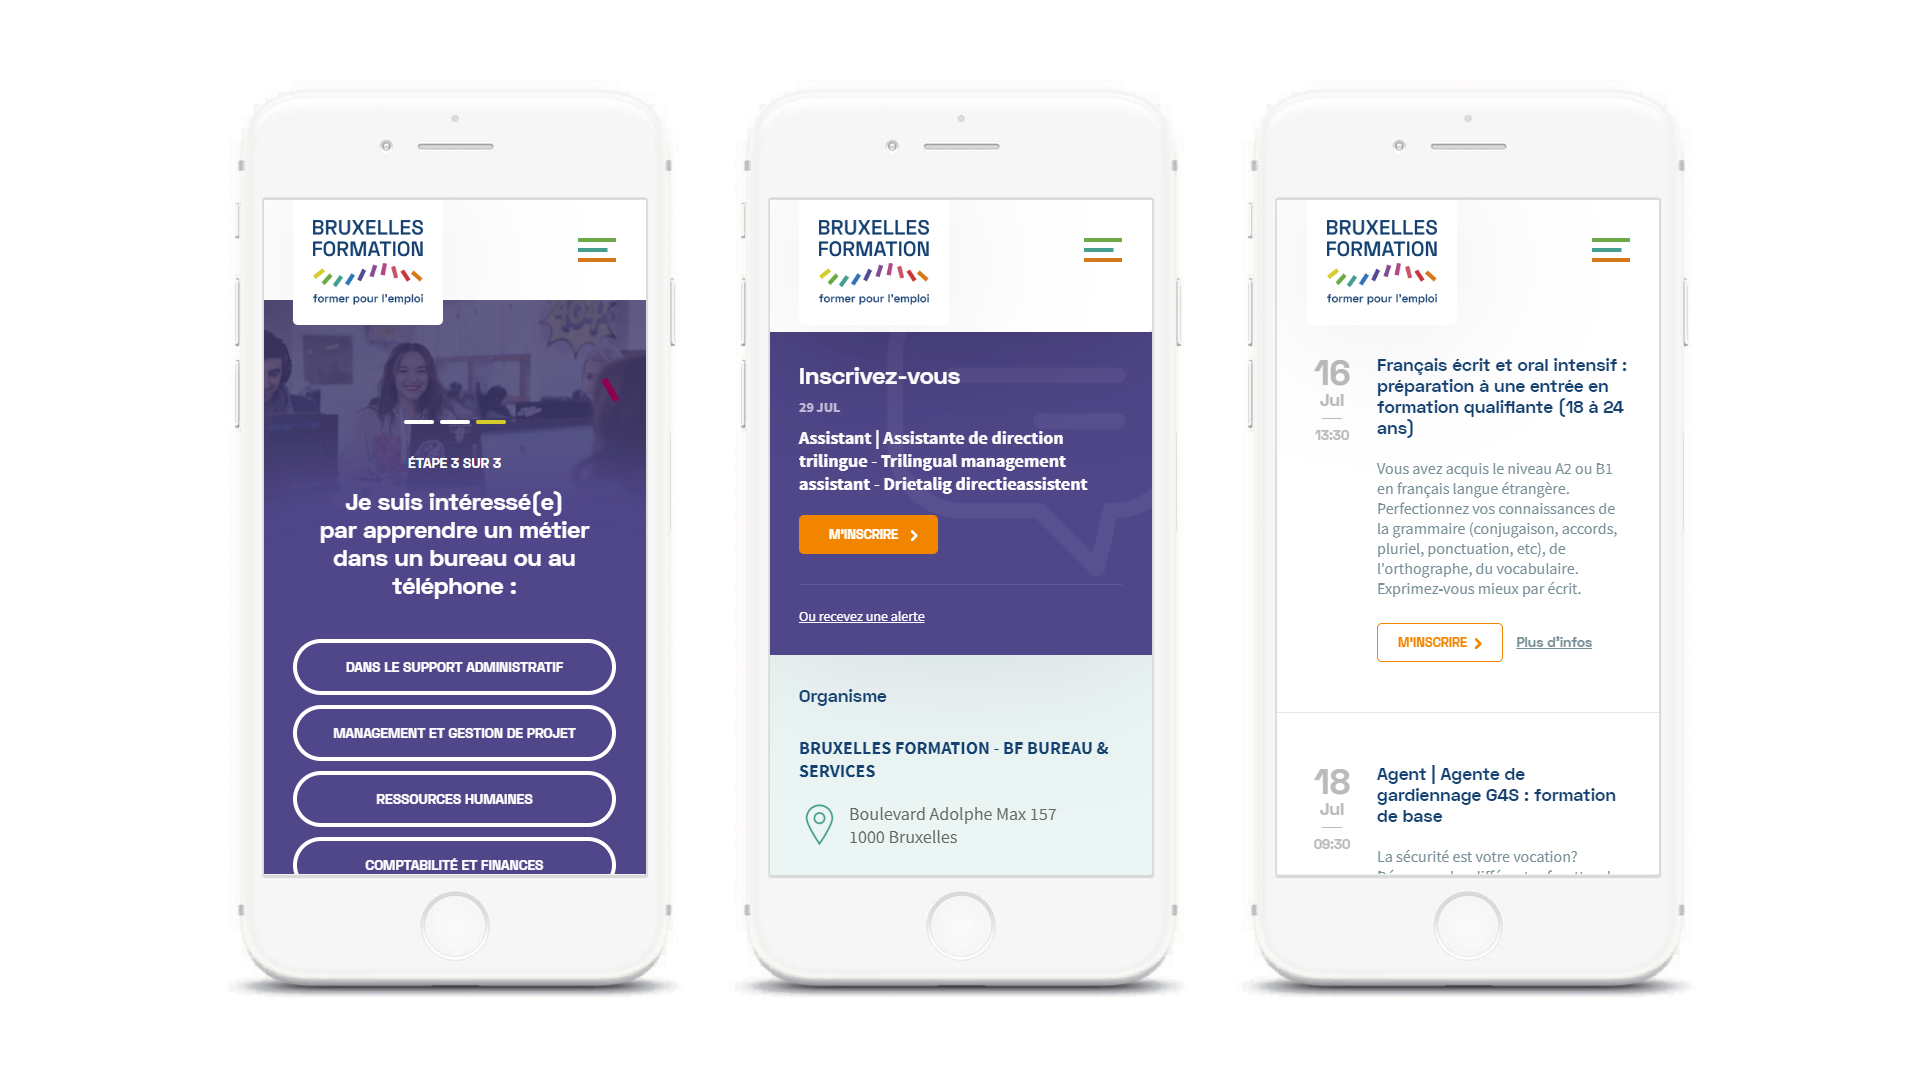 BRUXELLES
FORMATION
former pour l'emploi
404
ÉTAPE 3 SUR 3
Je suis intéressé(e)
par apprendre un métier
dans un bureau ou au
téléphone :
DANS LE SUPPORT ADMINISTRATIF
MANAGEMENT ET GESTION DE PROJET
RESSOURCES HUMAINES
COMPTABILITÉ ET FINANCES
BRUXELLES
FORMATION
former pour l'emploi
Inscrivez-vous
29 JUL
Assistant | Assistante de direction
trilingue - Trilingual management
assistant - Drietalig directieassistent
M'INSCRIRE
Ou recevez une alerte
Organisme
BRUXELLES FORMATION - BF BUREAU &
SERVICES
Boulevard Adolphe Max 157
1000 Bruxelles
BRUXELLES
FORMATION
former pour l'emploi
16
Jul
13:30
Français écrit et oral intensif :
préparation à une entrée en
formation qualifiante (18 à 24
ans)
Vous avez acquis le niveau A2 ou B1
en français langue étrangère.
Perfectionnez vos connaissances de
la grammaire (conjugaison, accords,
pluriel, ponctuation, etc), de
l'orthographe, du vocabulaire.
Exprimez-vous mieux par écrit.
M'INSCRIRE
Plus d'infos
18
Jul
09:30
Agent | Agente de
gardiennage G4S : formation
de base
La sécurité est votre vocation?